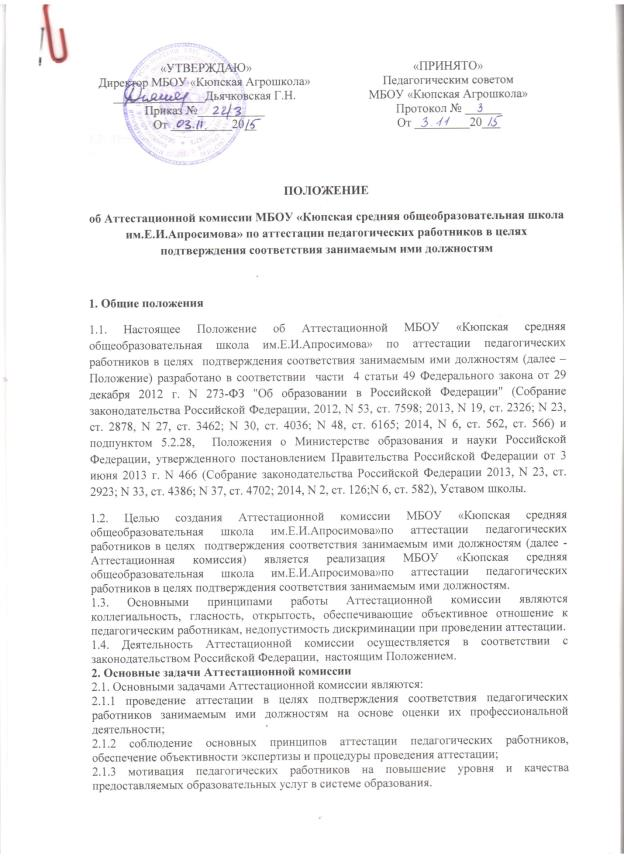 «УТВЕРЖДАЮ»
Директор МБОУ «Кюпская Агрошкола»
Дьячковская Г.Н.
Приказ № 22/3
От 03.11. 2015
«ПРИНЯТО»
Педагогическим советом
МБОУ «Кюпская Агрошкола»
Протокол № 3
От 3.11 2015
ПОЛОЖЕНИЕ
об Аттестационной комиссии МБОУ «Кюпская средняя общеобразовательная школа
им.Е.И.Апросимова» по аттестации педагогических работников в целях
подтверждения соответствия занимаемым ими должностям
1. Общие положения
1.1. Настоящее Положение об Аттестационной МБОУ «Кюпская средняя
общеобразовательная школа им.Е.И.Апросимова» по аттестации педагогических
работников в целях подтверждения соответствия занимаемым ими должностям (далее –
Положение) разработано в соответствии части 4 статьи 49 Федерального закона от 29
декабря 2012 г. N 273-ФЗ "Об образовании в Российской Федерации" (Собрание
законодательства Российской Федерации, 2012, N 53, ст. 7598; 2013, N 19, ст. 2326; N 23,
ст. 2878, N 27, ст. 3462; N 30, ст. 4036; N 48, ст. 6165; 2014, N 6, ст. 562, ст. 566) и
подпунктом 5.2.28, Положения о Министерстве образования и науки Российской
Федерации, утвержденного постановлением Правительства Российской Федерации от 3
июня 2013 г. N 466 (Собрание законодательства Российской Федерации 2013, N 23, ст.
2923; N 33, ст. 4386; N 37, ст. 4702; 2014, N 2, ст. 126;N 6, ст. 582), Уставом школы.
1.2. Целью создания Аттестационной комиссии МБОУ «Кюпская средняя
общеобразовательная школа им.Е.И.Апросимова»по аттестации педагогических
работников в целях подтверждения соответствия занимаемым ими должностям (далее -
Аттестационная комиссия) является реализация МБОУ «Кюпская средняя
общеобразовательная школа им.Е.И.Апросимова»по аттестации педагогических
работников в целях подтверждения соответствия занимаемым ими должностям.
1.3. Основными принципами работы Аттестационной комиссии являются
коллегиальность, гласность, открытость, обеспечивающие объективное отношение к
педагогическим работникам, недопустимость дискриминации при проведении аттестации.
1.4. Деятельность Аттестационной комиссии осуществляется в соответствии с
законодательством Российской Федерации, настоящим Положением.
2. Основные задачи Аттестационной комиссии
2.1. Основными задачами Аттестационной комиссии являются:
2.1.1 проведение аттестации в целях подтверждения соответствия педагогических
работников занимаемым ими должностям на основе оценки их профессиональной
деятельности;
2.1.2 соблюдение основных принципов аттестации педагогических работников,
обеспечение объективности экспертизы и процедуры проведения аттестации;
2.1.3 мотивация педагогических работников на повышение уровня и качества
предоставляемых образовательных услуг в системе образования.